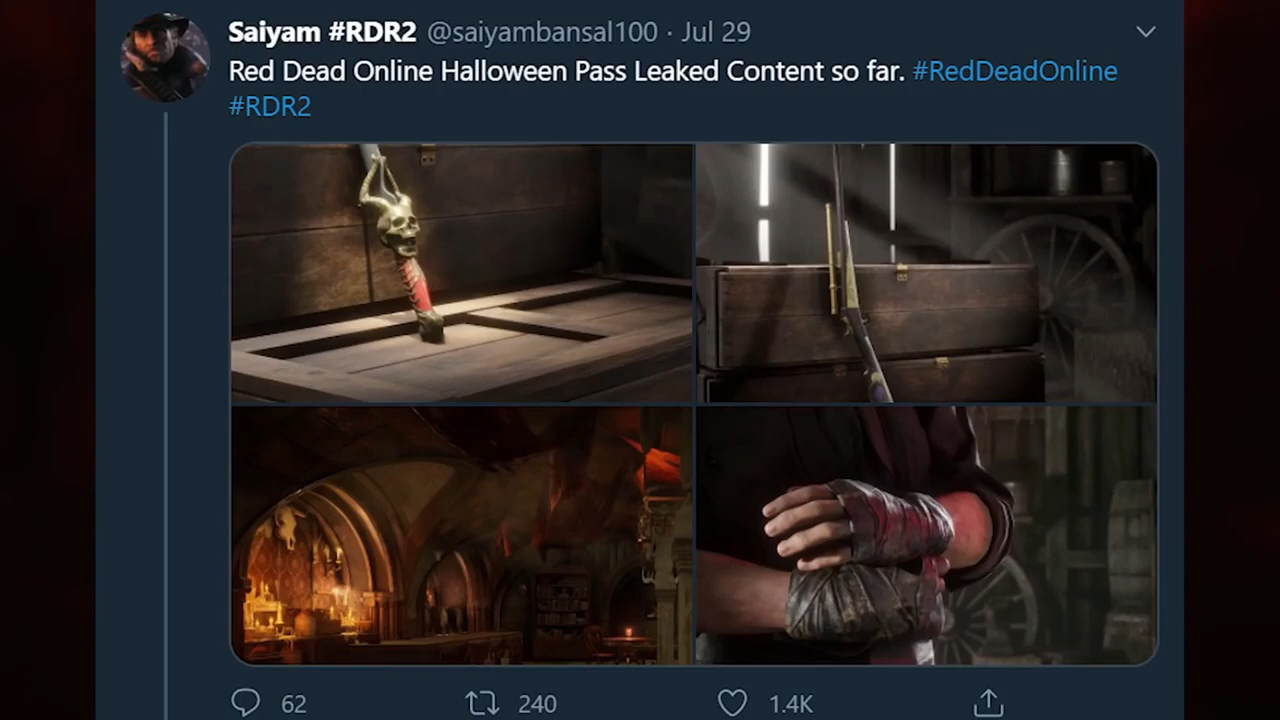 Saiyam #RDR2 @saiyambansal100 · Jul 29
Red Dead Online Halloween Pass Leaked Content so far. #RedDeadOnline
#RDR2
62 240 1.4K